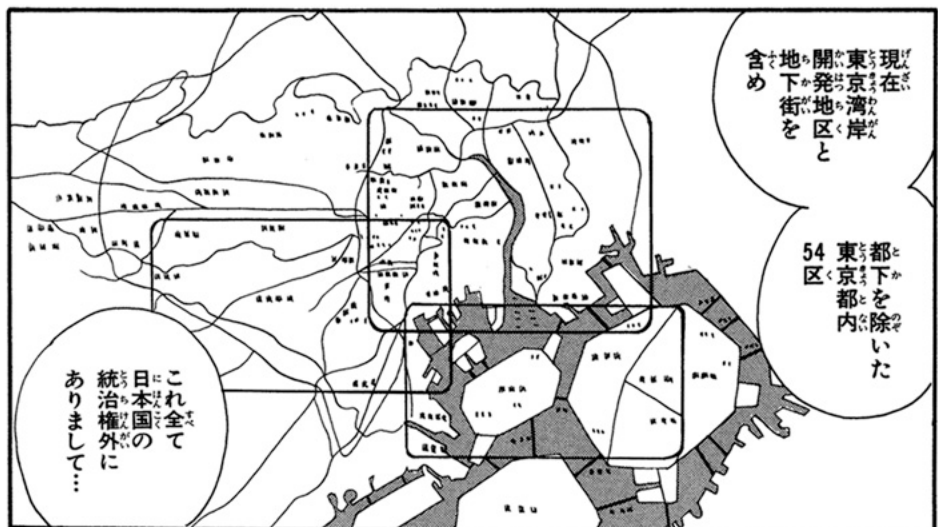 現在
東京湾岸
開発地区と
地下街を
含め
都下を除いた
東京都内
54区
これ全て
日本国の
統治権外に
ありまして…